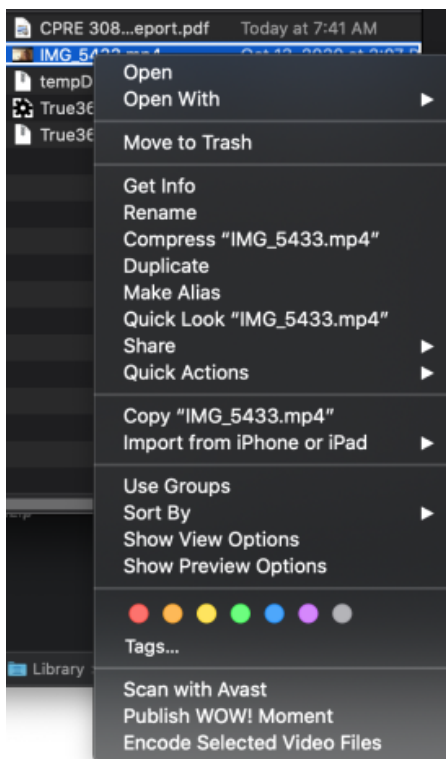 CPRE 308...eport.pdf Today at 7:41 AM
IMG_5433.mp4
tempD
True36
True36
Open
Open With
Move to Trash
Get Info
Rename
Compress “IMG_5433.mp4”
Duplicate
Make Alias
Quick Look “IMG_5433.mp4”
Share
Quick Actions
Copy “IMG_5433.mp4”
Import from iPhone or iPad
Use Groups
Sort By
Show View Options
Show Preview Options
Tags...
Library
Scan with Avast
Publish WOW! Moment
Encode Selected Video Files